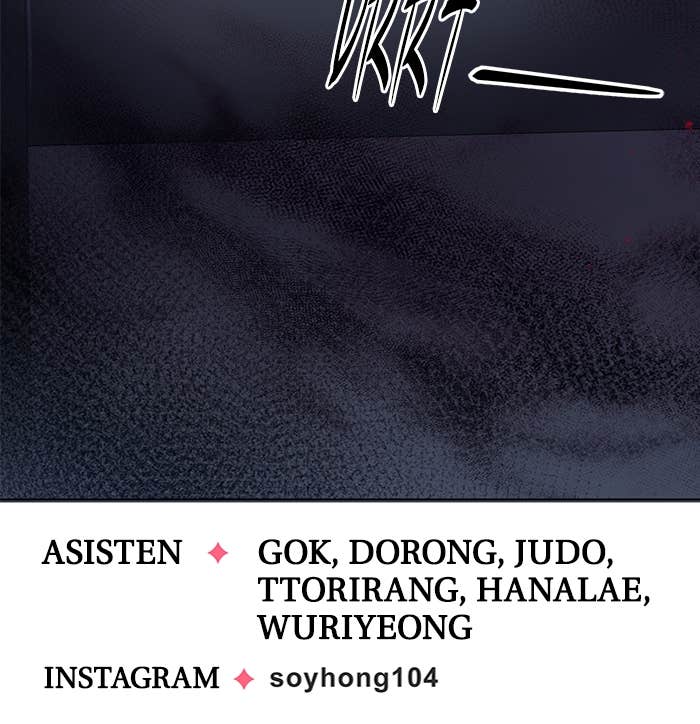 DRRT
ASISTEN GOK, DORONG, JUDO,
TTORIRANG, HANALAE,
WURIYEONG
INSTAGRAM soyhong104